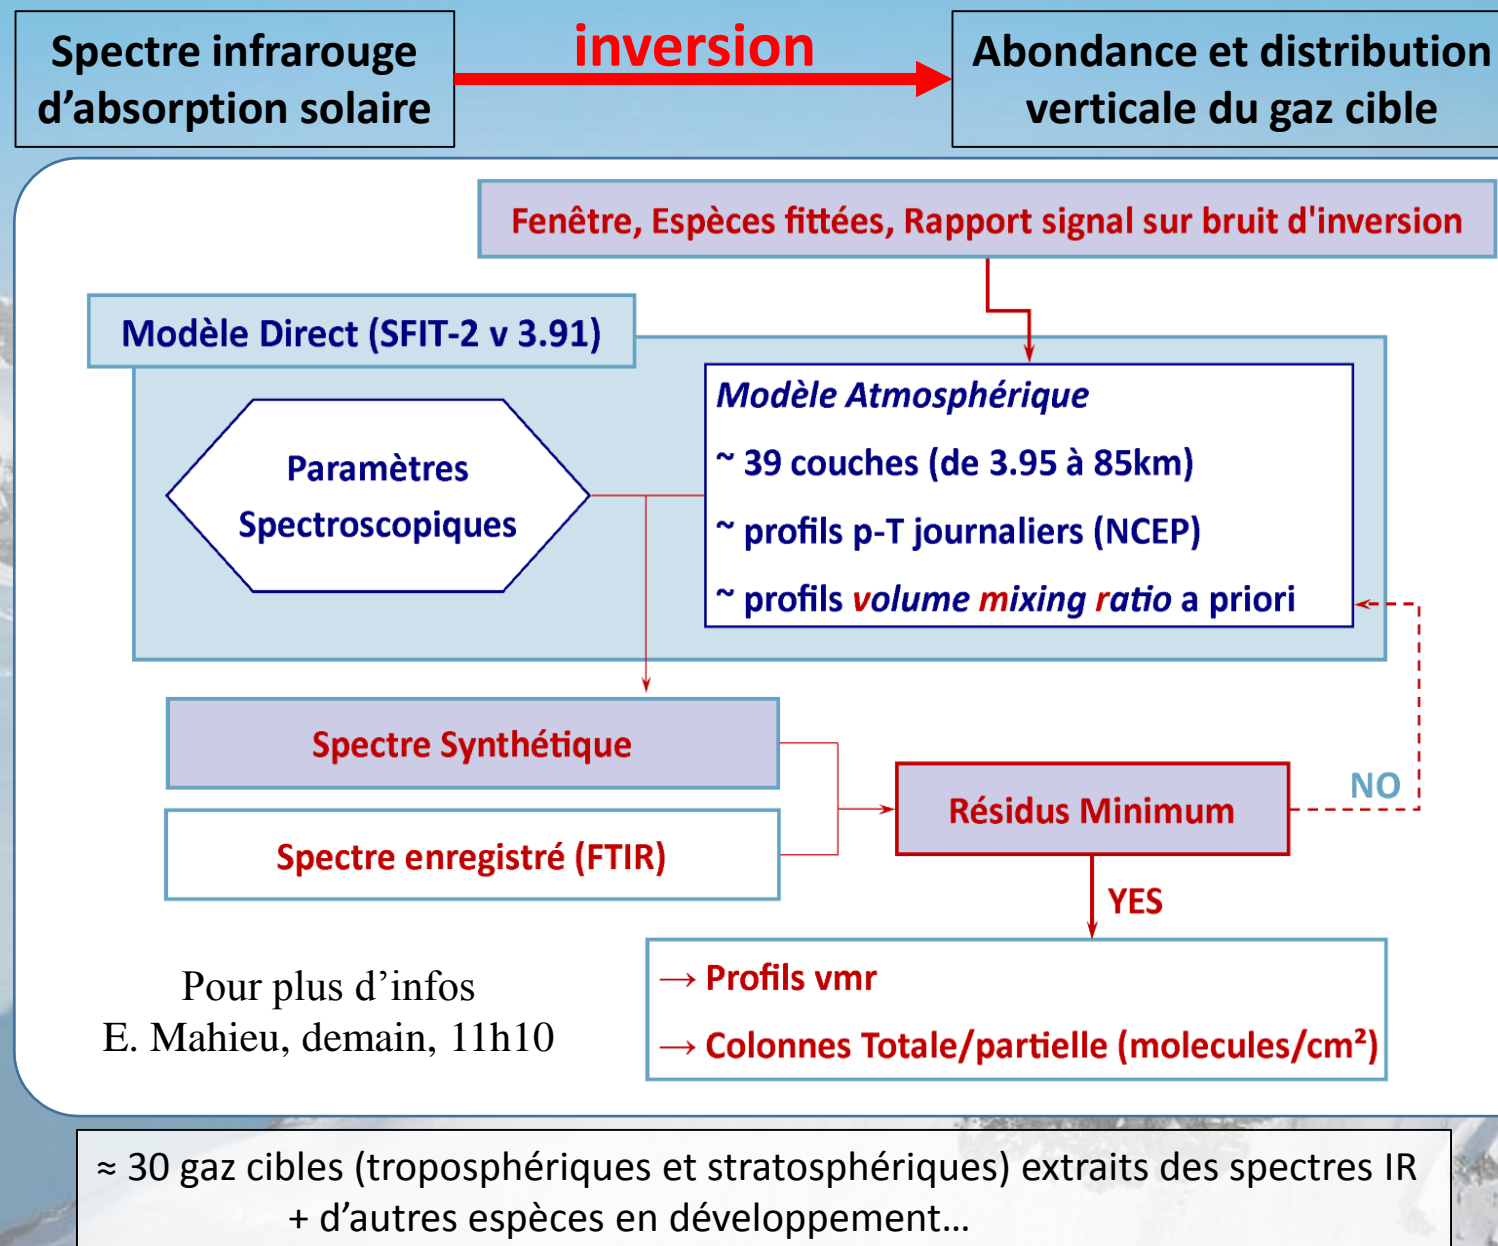 Spectre infrarouge
d’absorption solaire
inversion
Abondance et distribution
verticale du gaz cible
Fenêtre, Espèces fittées, Rapport signal sur bruit d'inversion
Modèle Direct (SFIT-2 v 3.91)
Paramètres
Spectroscopiques
Modèle Atmosphérique
~ 39 couches (de 3.95 à 85km)
~ profils p-T journaliers (NCEP)
~ profils volume mixing ratio a priori
Spectre Synthétique
Spectre enregistré (FTIR)
Résidus Minimum
NO
YES
→ Profils vmr
→ Colonnes Totale/partielle (molecules/cm²)
Pour plus d’infos
E. Mahieu, demain, 11h10
≈ 30 gaz cibles (troposphériques et stratosphériques) extraits des spectres IR
+ d’autres espèces en développement…